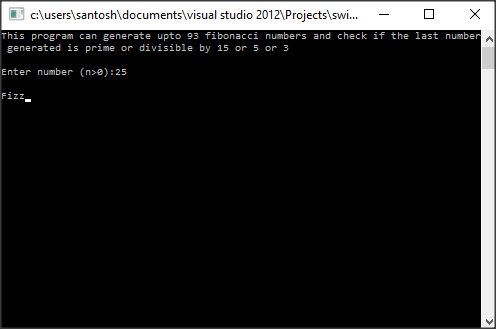 c:\users\santosh\documents\visual studio 2012\Projects\swi...
This program can generate upto 93 fibonacci numbers and check if the last number
generated is prime or divisible by 15 or 5 or 3
Enter number (n>0):25
Fizz